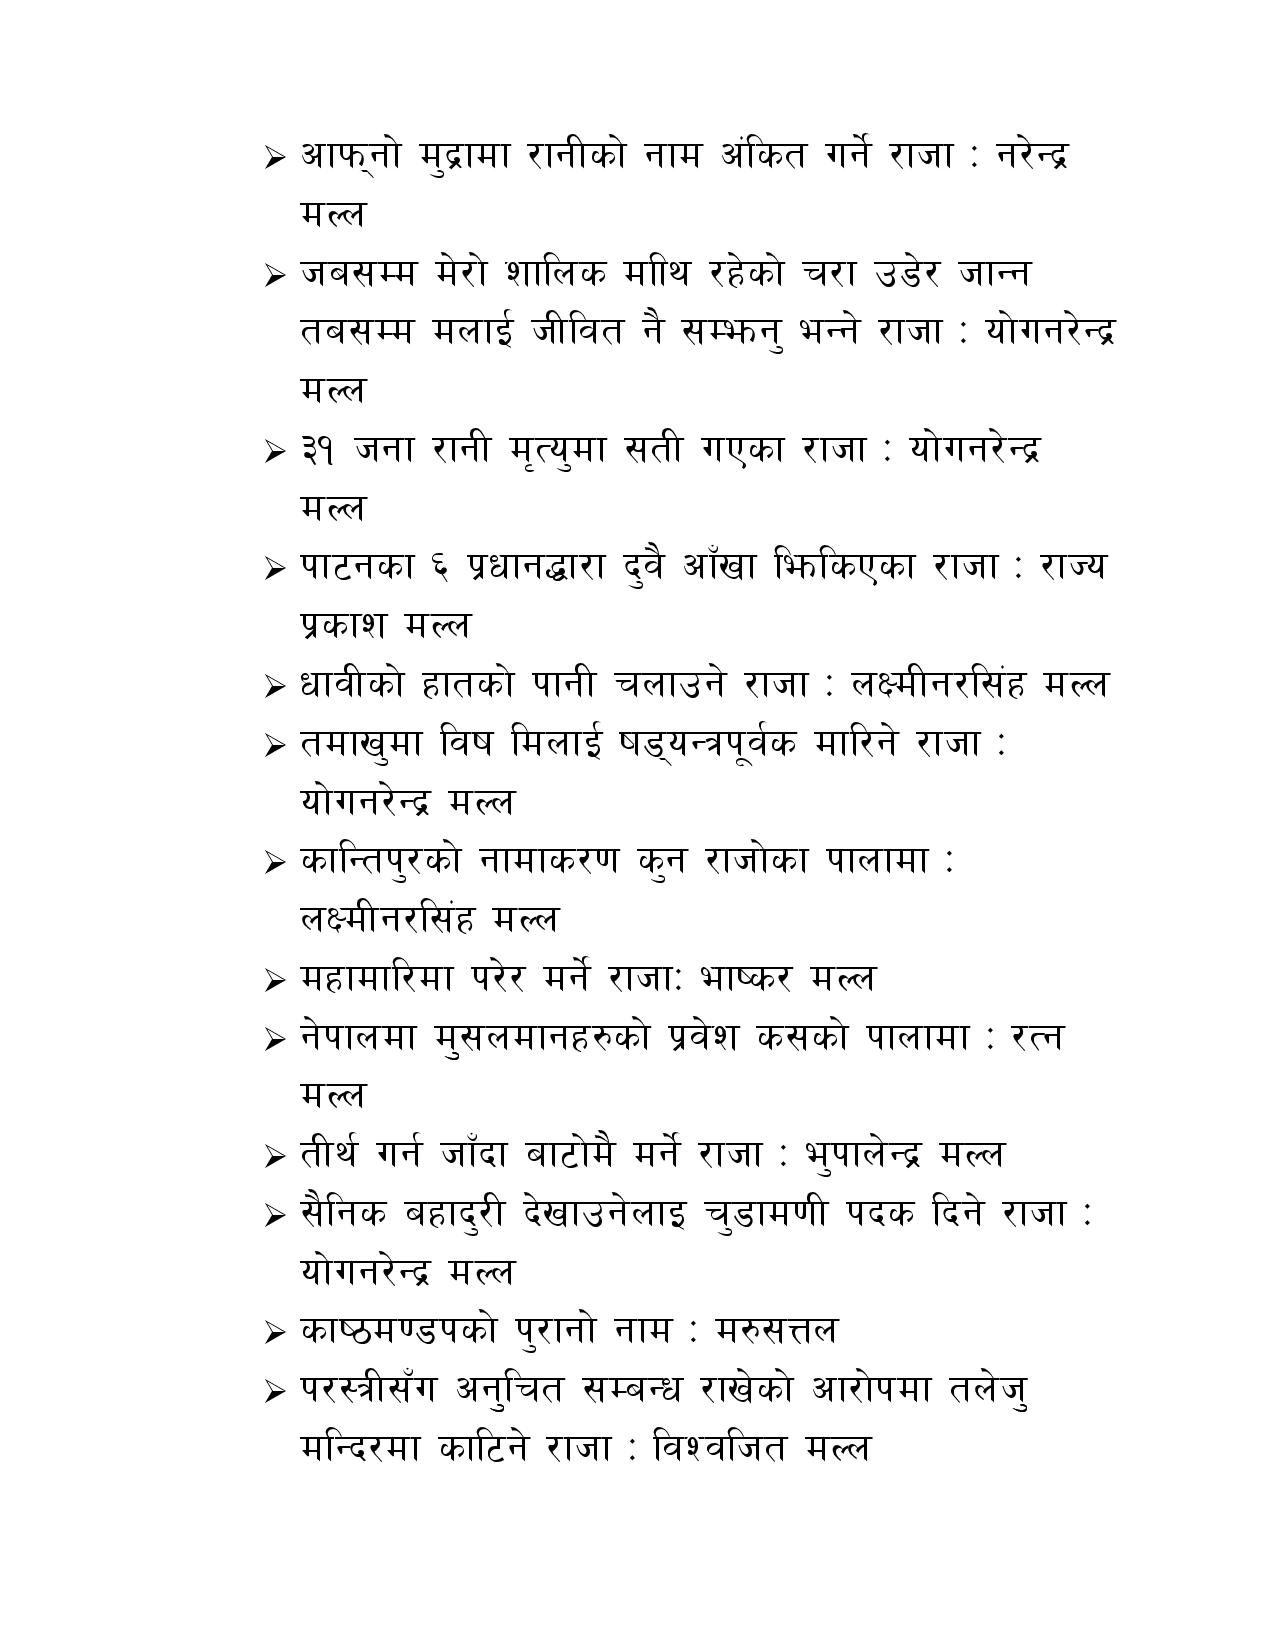 ➢ आफ्‌नो मुद्रामा रानीको नाम अंकित गर्ने राजा : नरेन्द्र
मल्ल
➢ जबसम्म मेरो शालिक मााथि रहेको चरा उडेर जान्न
तबसम्म मलाई जीवित नै सम्झनु भन्ने राजा : योगनरेन्द्र
मल्ल
➢ ३१ जना रानी मृत्युमा सती गएका राजा : योगनरेन्द्र
मल्ल
➢ पाटनका ६ प्रधानद्धारा दुवै आँखा झिकिएका राजा : राज्य
प्रकाश मल्ल
➢ धावीको हातको पानी चलाउने राजा : लक्ष्मीनरसिंह मल्ल
➢ तमाखुमा विष मिलाई षड्‌यन्त्रपूर्वक मारिने राजा :
योगनरेन्द्र मल्ल
➢ कान्तिपुरको नामाकरण कुन राजोका पालामा :
लक्ष्मीनरसिंह मल्ल
➢ महामारिमा परेर मर्ने राजा: भाष्कर मल्ल
➢ नेपालमा मुसलमानहरुको प्रवेश कसको पालामा : रत्न
मल्ल
➢ तीर्थ गर्न जाँदा बाटोमै मर्ने राजा : भुपालेन्द्र मल्ल
➢ सैनिक बहादुरी देखाउनेलाइ चुडामणी पदक दिने राजा :
योगनरेन्द्र मल्ल
➢ काष्ठमण्डपको पुरानो नाम : मरुसत्तल
➢ परस्त्रीसँग अनुचित सम्बन्ध राखेको आरोपमा तलेजु
मन्दिरमा काटिने राजा : विश्वजित मल्ल